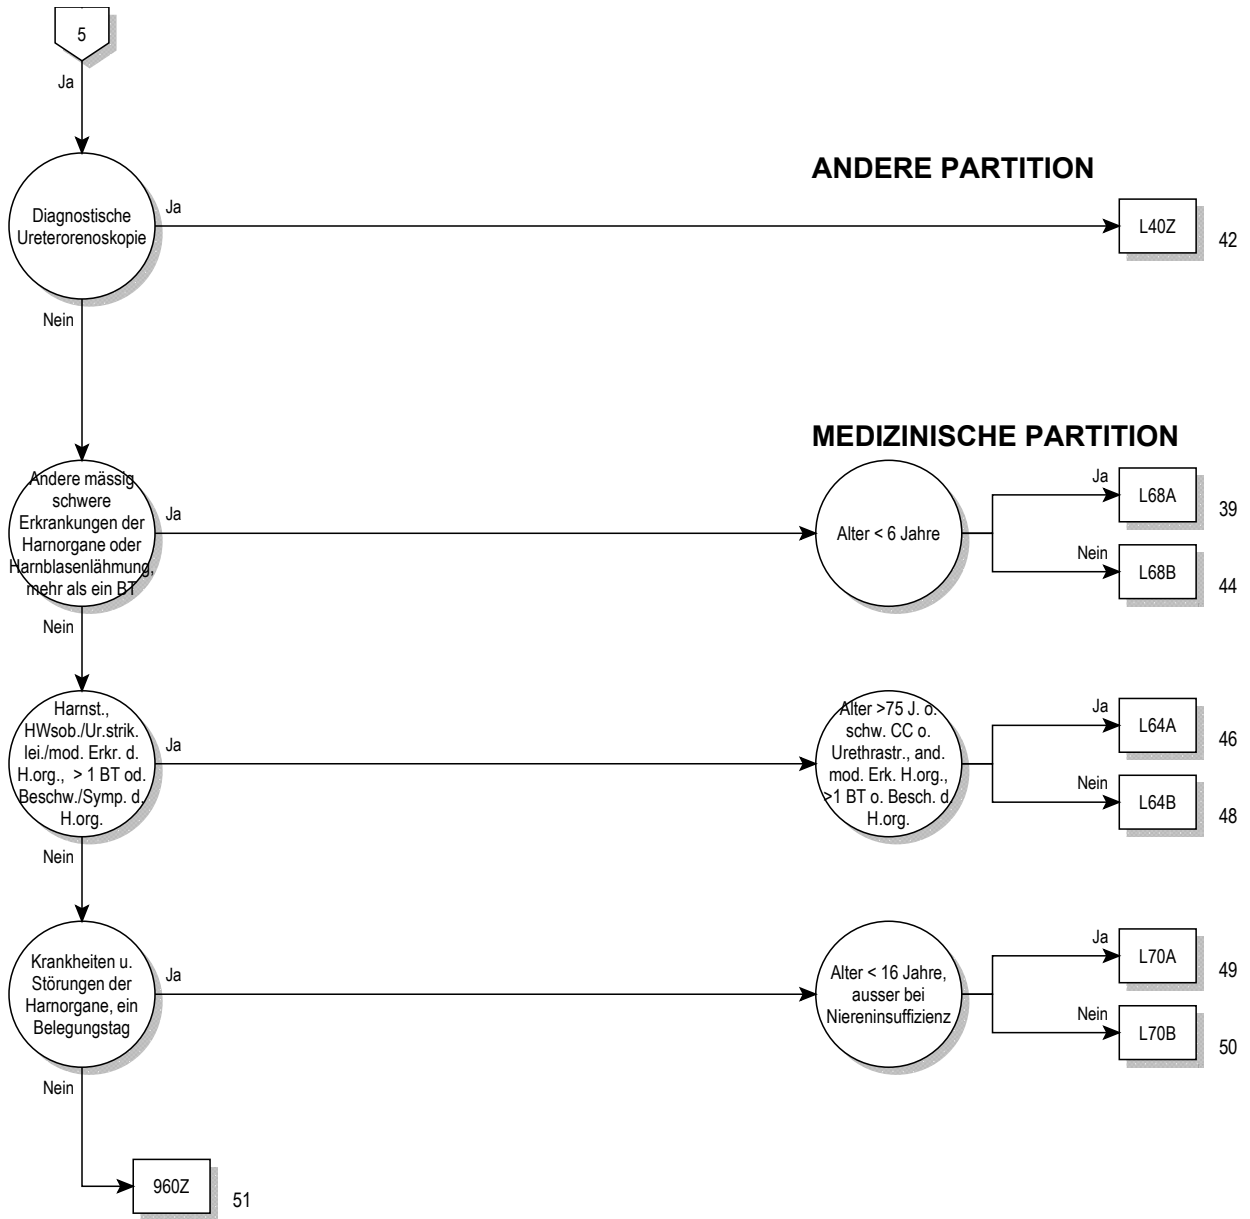 5
Ja
ANDERE PARTITION
Diagnostische
Ureterorenoskopie
Ja
L40Z
42
Nein
MEDIZINISCHE PARTITION
Andere mässig
schwere
Erkrankungen der
Harnorgane oder
Harnblasenlähmung,
mehr als ein BT
Ja
Alter < 6 Jahre
Ja
L68A
39
Nein
L68B
44
Nein
Harnst.,
HWsob./Ur.strik.
lei./mod. Erkr. d.
H.org., > 1 BT od.
Beschw./Symp. d.
H.org.
Ja
Alter >75 J. o.
schw. CC o.
Urethrastr., and.
mod. Erk. H.org.,
>1 BT o. Besch. d.
H.org.
Ja
L64A
46
Nein
L64B
48
Nein
Krankheiten u.
Störungen der
Harnorgane, ein
Belegungstag
Ja
Alter < 16 Jahre,
ausser bei
Niereninsuffizienz
Ja
L70A
49
Nein
L70B
50
Nein
960Z
51